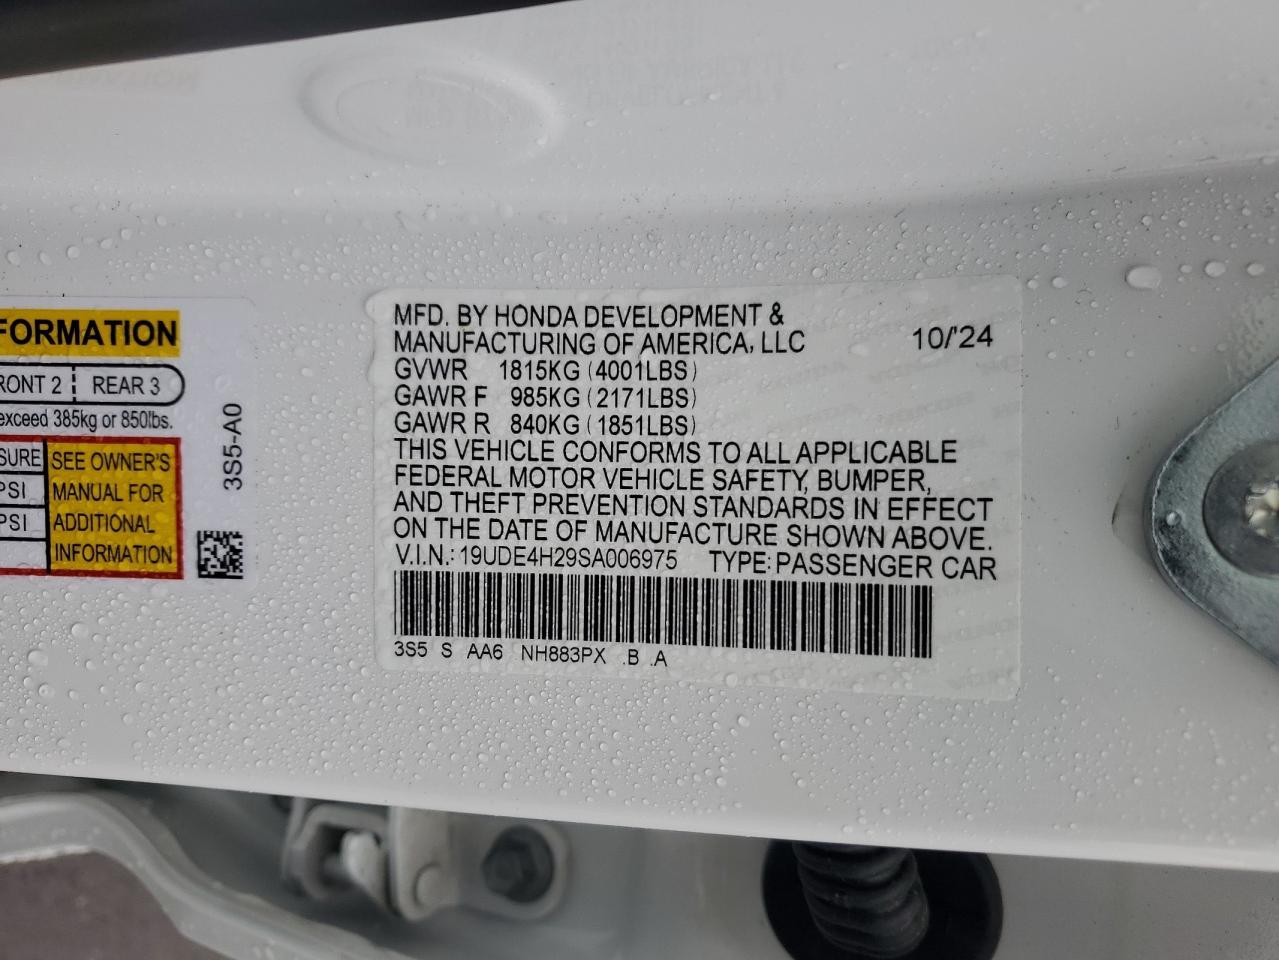 FORMATION
RONT 2 REAR 3
exceed 385kg or 850lbs.
SURE
PSI
PSI
SEE OWNER'S
MANUAL FOR
ADDITIONAL
INFORMATION
3S5-A0
MFD. BY HONDA DEVELOPMENT &
MANUFACTURING OF AMERICA, LLC 10/'24
GVWR 1815KG (4001LBS)
GAWR F 985KG (2171LBS)
GAWR R 840KG (1851LBS)
THIS VEHICLE CONFORMS TO ALL APPLICABLE
FEDERAL MOTOR VEHICLE SAFETY, BUMPER,
AND THEFT PREVENTION STANDARDS IN EFFECT
ON THE DATE OF MANUFACTURE SHOWN ABOVE.
V.I.N.: 19UDE4H29SA006975 TYPE: PASSENGER CAR
3S5 S AA6 NH883PX .B .A